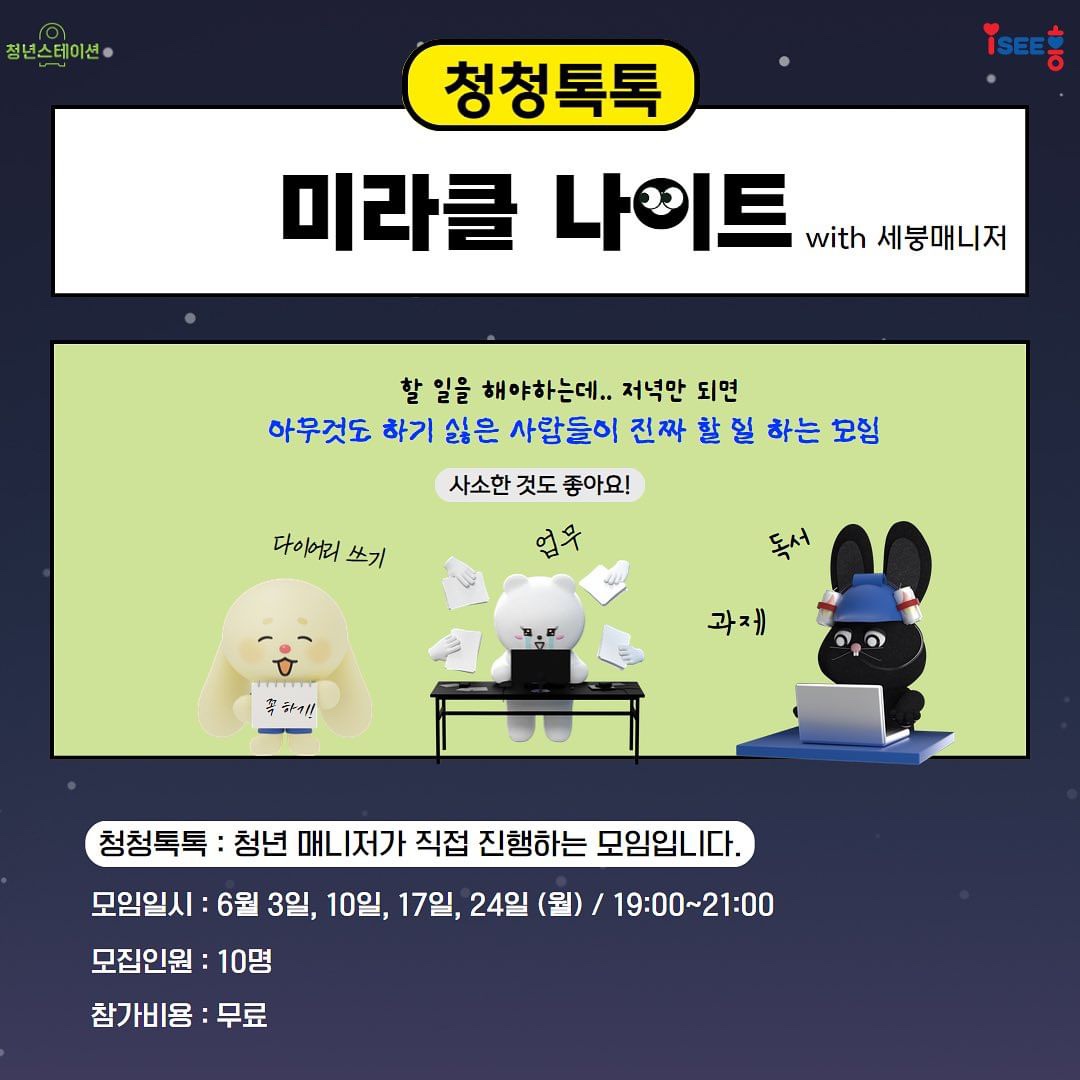 청년스테이션
iSEE흥
청청톡톡
미라클 나이트 with 세붕매니저
할 일을 해야하는데.. 저녁만 되면
아무것도 하기 싫은 사람들이 진짜 할 일 하는 모임
사소한 것도 좋아요!
다이어리 쓰기
업무
독서
과제
꼭 하기!
청청톡톡 : 청년 매니저가 직접 진행하는 모임입니다.
모임일시 : 6월 3일, 10일, 17일, 24일 (월) / 19:00~21:00
모집인원 : 10명
참가비용 : 무료